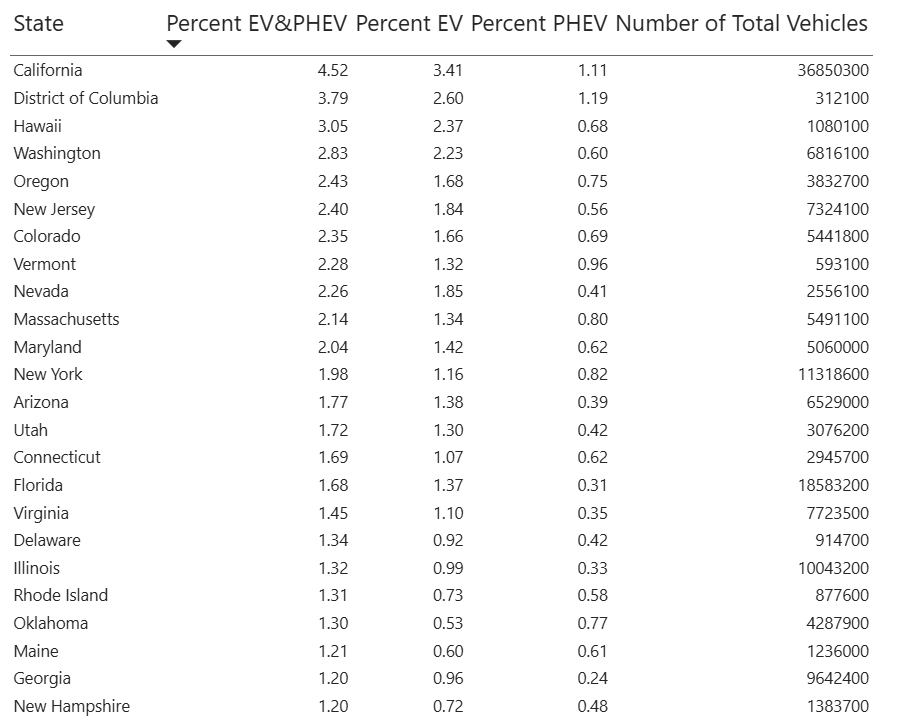 State Percent EV&PHEV Percent EV Percent PHEV Number of Total Vehicles
California 4.52 3.41 1.11 36850300
District of Columbia 3.79 2.60 1.19 312100
Hawaii 3.05 2.37 0.68 1080100
Washington 2.83 2.23 0.60 6816100
Oregon 2.43 1.68 0.75 3832700
New Jersey 2.40 1.84 0.56 7324100
Colorado 2.35 1.66 0.69 5441800
Vermont 2.28 1.32 0.96 593100
Nevada 2.26 1.85 0.41 2556100
Massachusetts 2.14 1.34 0.80 5491100
Maryland 2.04 1.42 0.62 5060000
New York 1.98 1.16 0.82 11318600
Arizona 1.77 1.38 0.39 6529000
Utah 1.72 1.30 0.42 3076200
Connecticut 1.69 1.07 0.62 2945700
Florida 1.68 1.37 0.31 18583200
Virginia 1.45 1.10 0.35 7723500
Delaware 1.34 0.92 0.42 914700
Illinois 1.32 0.99 0.33 10043200
Rhode Island 1.31 0.73 0.58 877600
Oklahoma 1.30 0.53 0.77 4287900
Maine 1.21 0.60 0.61 1236000
Georgia 1.20 0.96 0.24 9642400
New Hampshire 1.20 0.72 0.48 1383700